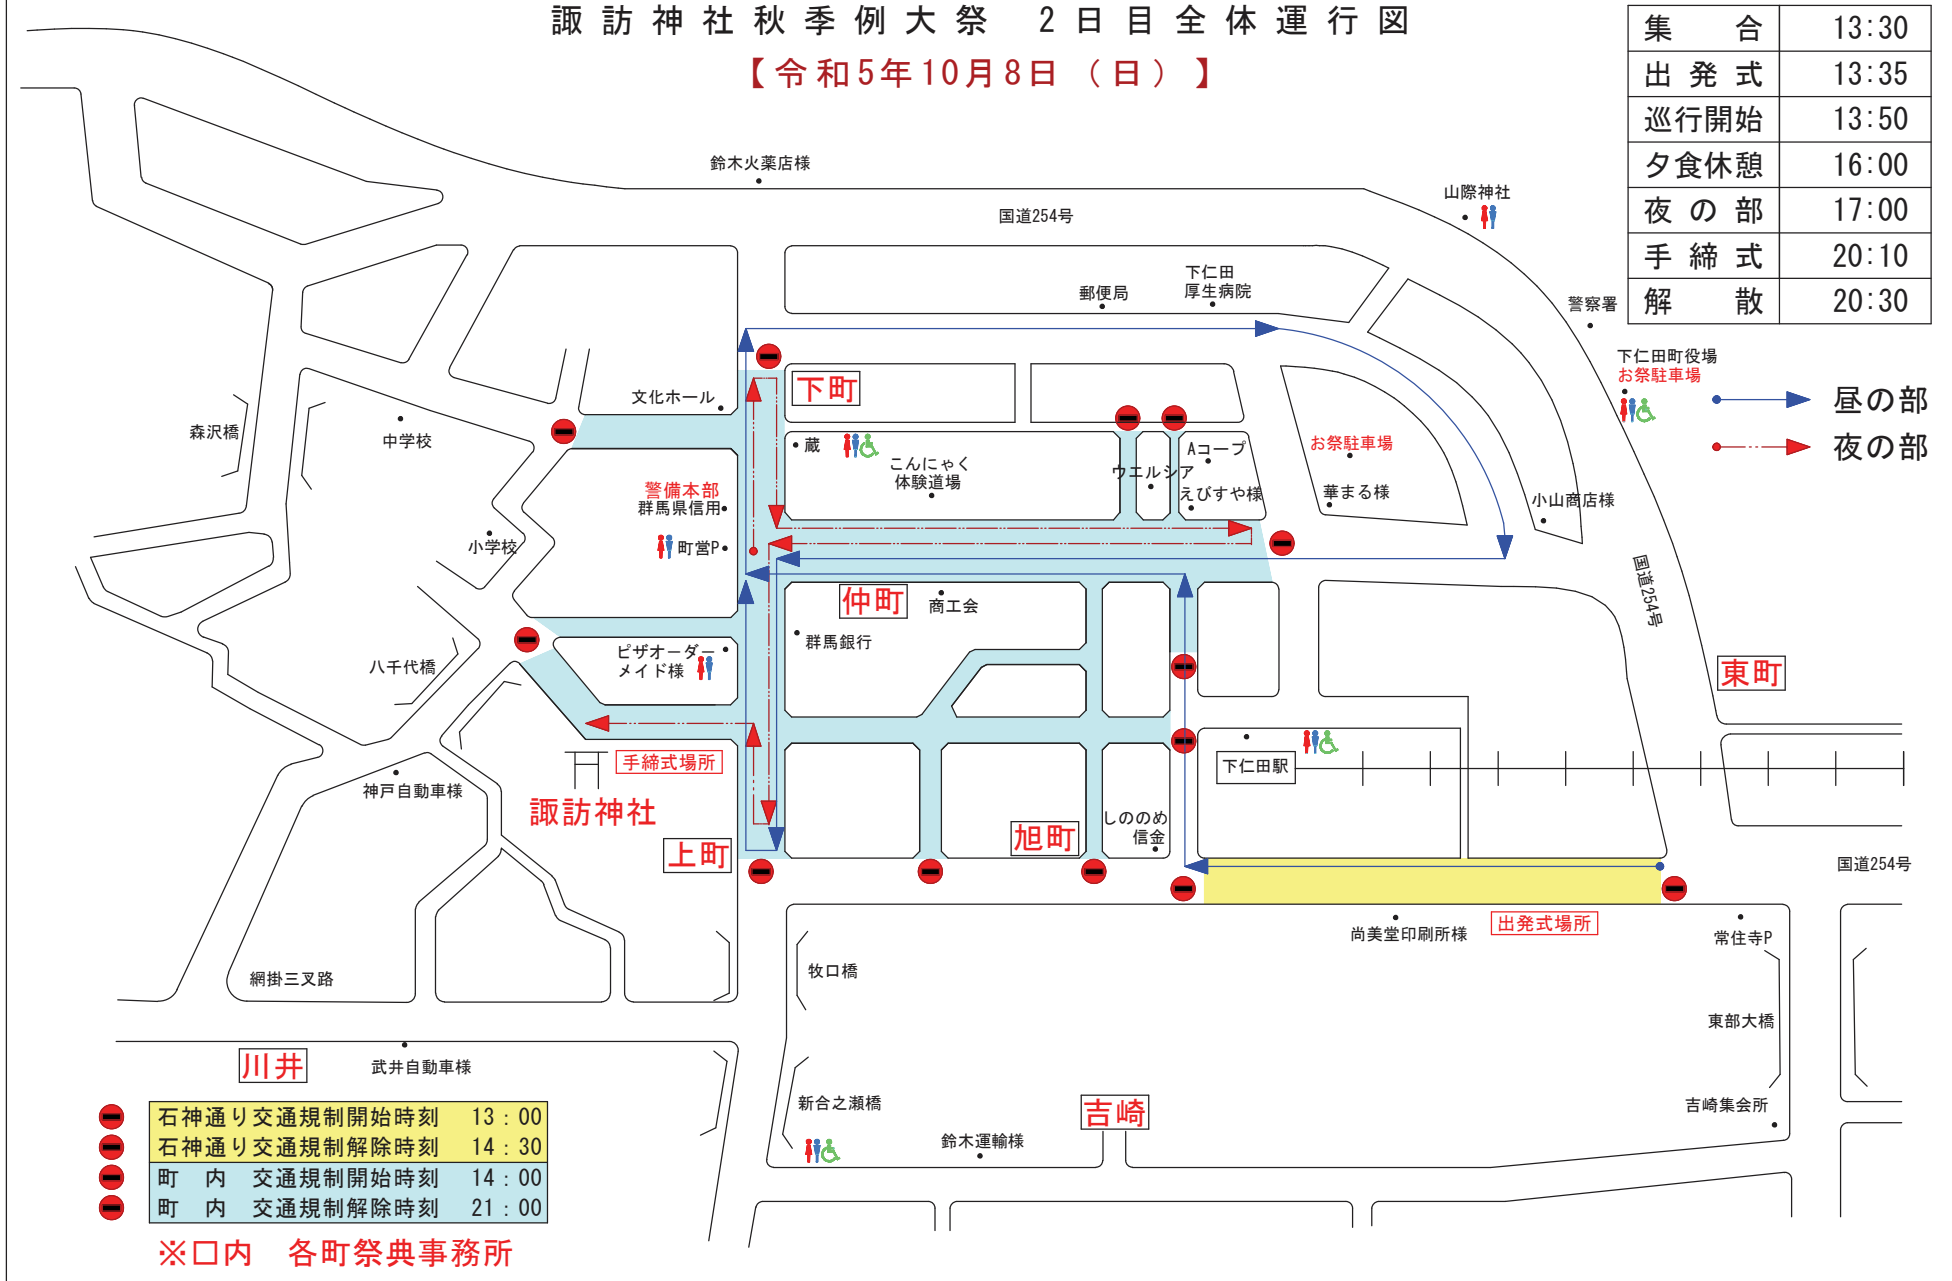 諏訪神社秋季例大祭 2日目全体運行図
【令和5年10月8日（日）】
集合 13:30
出発式 13:35
巡行開始 13:50
夕食休憩 16:00
夜の部 17:00
手締式 20:10
解散 20:30
昼の部
夜の部
鈴木火薬店様
国道254号
山際神社
警察署
下仁田町役場
お祭駐車場
郵便局
下仁田
厚生病院
下町
文化ホール
森沢橋
中学校
小学校
警備本部
群馬県信用
町営P
蔵
こんにゃく
体験道場
ウエルシア
Aコープ
えびすや様
お祭駐車場
華まる様
小山商店様
国道254号
仲町
商工会
群馬銀行
ピザオーダー
メイド様
八千代橋
東町
下仁田駅
手締式場所
諏訪神社
神戸自動車様
上町
旭町
しののめ
信金
国道254号
尚美堂印刷所様
出発式場所
常住寺P
網掛三叉路
牧口橋
東部大橋
川井
武井自動車様
新合之瀬橋
吉崎
鈴木運輸様
吉崎集会所
石神通り交通規制開始時刻 13：00
石神通り交通規制解除時刻 14：30
町内 交通規制開始時刻 14：00
町内 交通規制解除時刻 21：00
※□内 各町祭典事務所